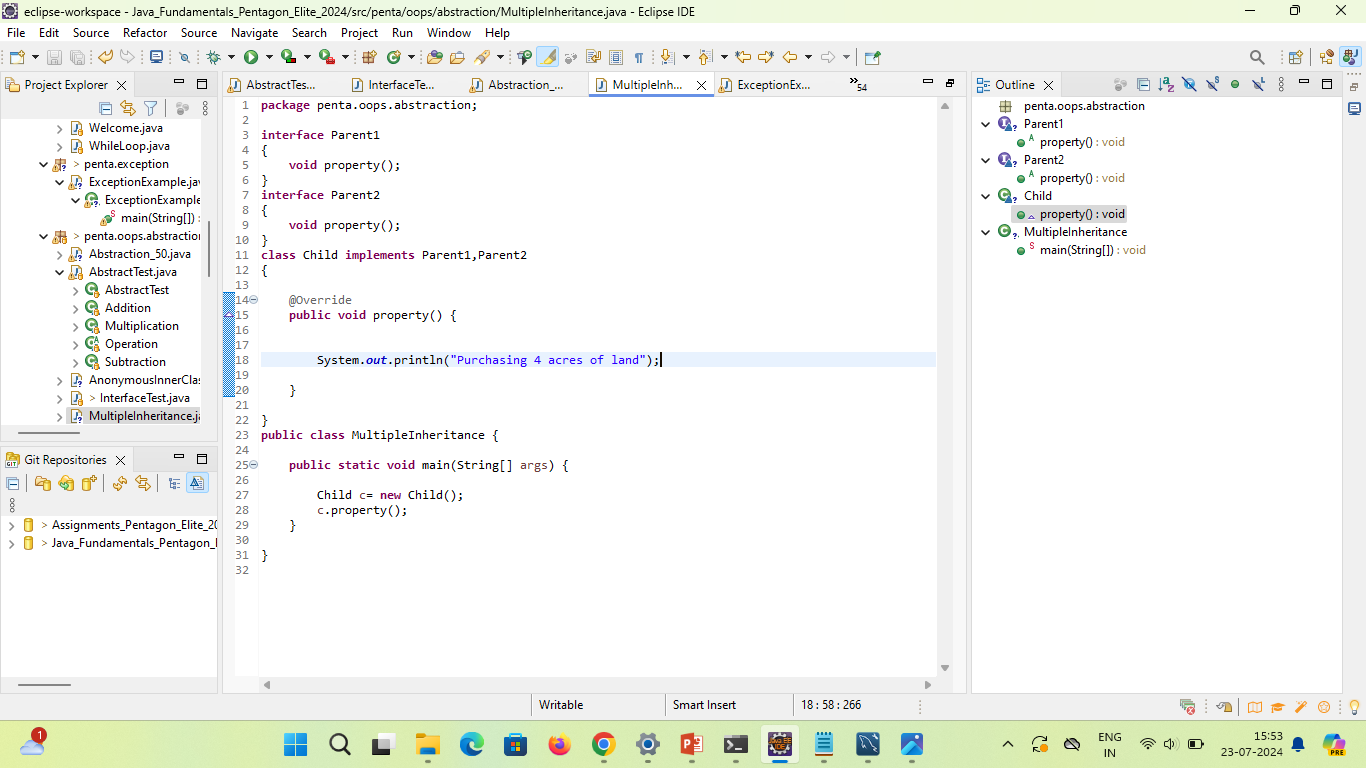 eclipse-workspace - Java_Fundamentals_Pentagon_Elite_2024/src/penta/oops/abstraction/MultipleInheritance.java - Eclipse IDE
File Edit Source Refactor Source Navigate Search Project Run Window Help
Project Explorer
AbstractTes... InterfaceTe... Abstraction_... MultipleInh... ExceptionEx... 54
Outline
Welcome.java
WhileLoop.java
> penta.exception
ExceptionExample.jav
ExceptionExample
main(String[]) :
> penta.oops.abstraction
Abstraction_50.java
AbstractTest.java
AbstractTest
Addition
Multiplication
Operation
Subtraction
AnonymousInnerClas
> InterfaceTest.java
MultipleInheritance.ja
Git Repositories
> Assignments_Pentagon_Elite_20
> Java_Fundamentals_Pentagon_E
1 package penta.oops.abstraction;
2
3 interface Parent1
4 {
5 void property();
6 }
7 interface Parent2
8 {
9 void property();
10 }
11 class Child implements Parent1,Parent2
12 {
13
14 @Override
15 public void property() {
16
17
18 System.out.println("Purchasing 4 acres of land");
19
20 }
21
22 }
23 public class MultipleInheritance {
24
25 public static void main(String[] args) {
26
27 Child c= new Child();
28 c.property();
29 }
30
31 }
32
penta.oops.abstraction
Parent1
property() : void
Parent2
property() : void
Child
property() : void
MultipleInheritance
main(String[]) : void
Writable Smart Insert 18 : 58 : 266
1
ENG
IN
15:53
23-07-2024
PRE